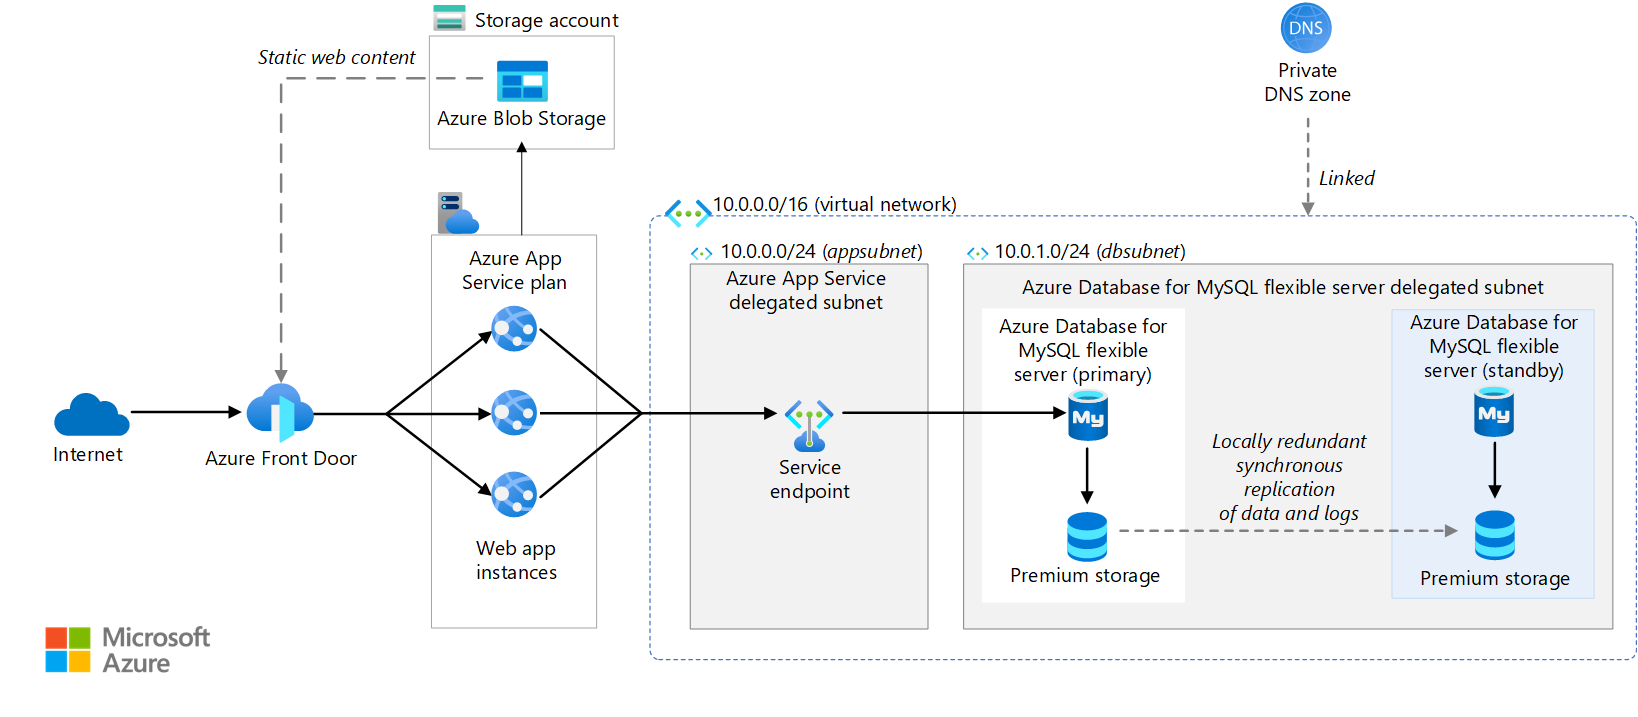 Storage account
Static web content
Azure Blob Storage
DNS
Private
DNS zone
Linked
10.0.0.0/16 (virtual network)
10.0.0.0/24 (appsubnet)
10.0.1.0/24 (dbsubnet)
Azure App
Service plan
Azure App Service
delegated subnet
Azure Database for MySQL flexible server delegated subnet
Azure Database for
MySQL flexible
server (primary)
Azure Database for
MySQL flexible
server (standby)
My
My
Internet
Azure Front Door
Service
endpoint
Locally redundant
synchronous
replication
of data and logs
Web app
instances
Premium storage
Premium storage
Microsoft
Azure